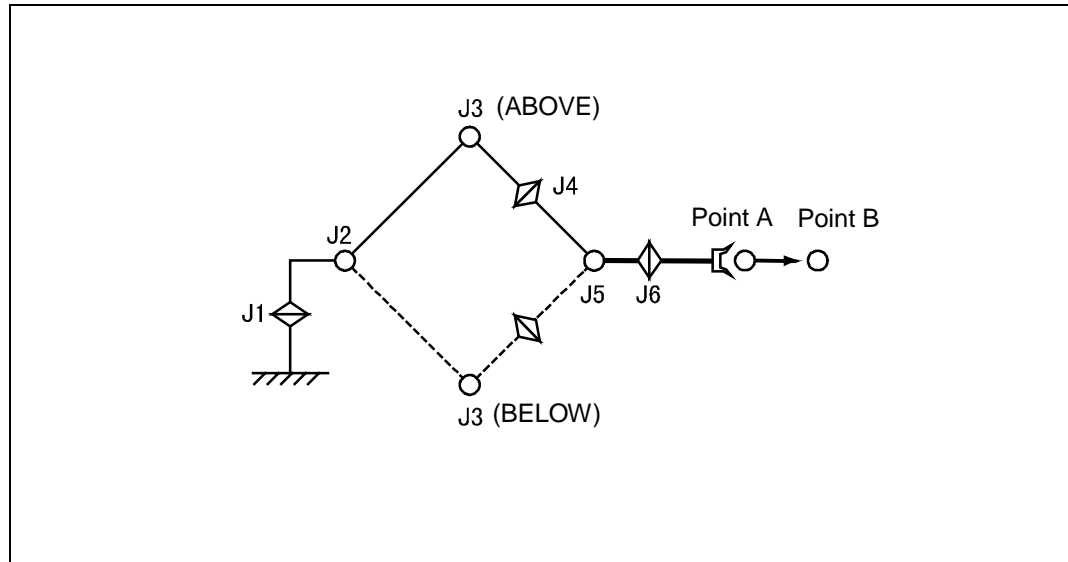 J3 (ABOVE)
J4
Point A Point B
J2
J5 J6
J1
J3 (BELOW)